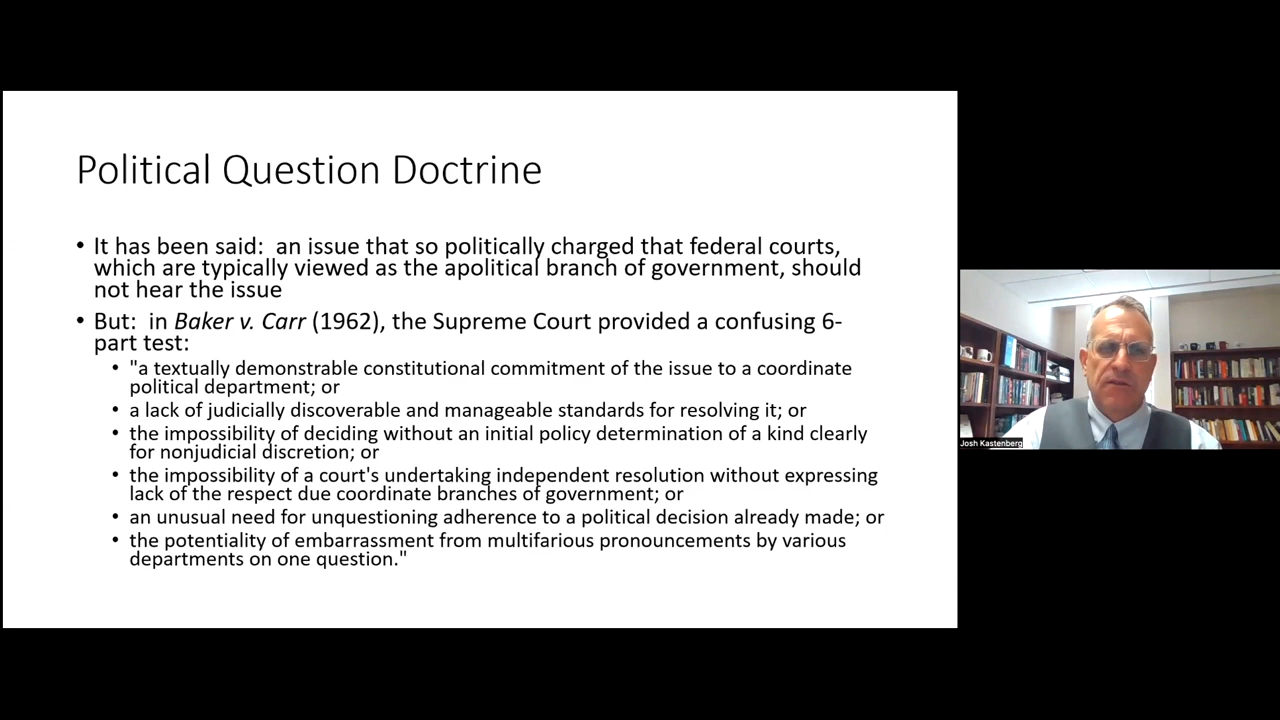 Political Question Doctrine
• It has been said:  an issue that so politically charged that federal courts,
which are typically viewed as the apolitical branch of government, should
not hear the issue
• But:  in Baker v. Carr (1962), the Supreme Court provided a confusing 6-
part test:
• "a textually demonstrable constitutional commitment of the issue to a coordinate
political department; or
• a lack of judicially discoverable and manageable standards for resolving it; or
• the impossibility of deciding without an initial policy determination of a kind clearly
for nonjudicial discretion; or
• the impossibility of a court's undertaking independent resolution without expressing
lack of the respect due coordinate branches of government; or
• an unusual need for unquestioning adherence to a political decision already made; or
• the potentiality of embarrassment from multifarious pronouncements by various
departments on one question."
Josh Kastenberg